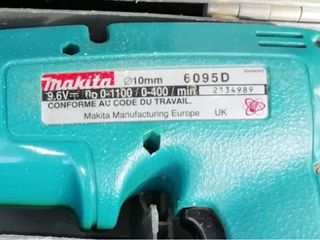 makita ⌀10mm 6095D
9.6V⎓ n₀ 0-1100 / 0-400 / min 2134989
CONFORME AU CODE DU TRAVAIL.
Makita Manufacturing Europe UK